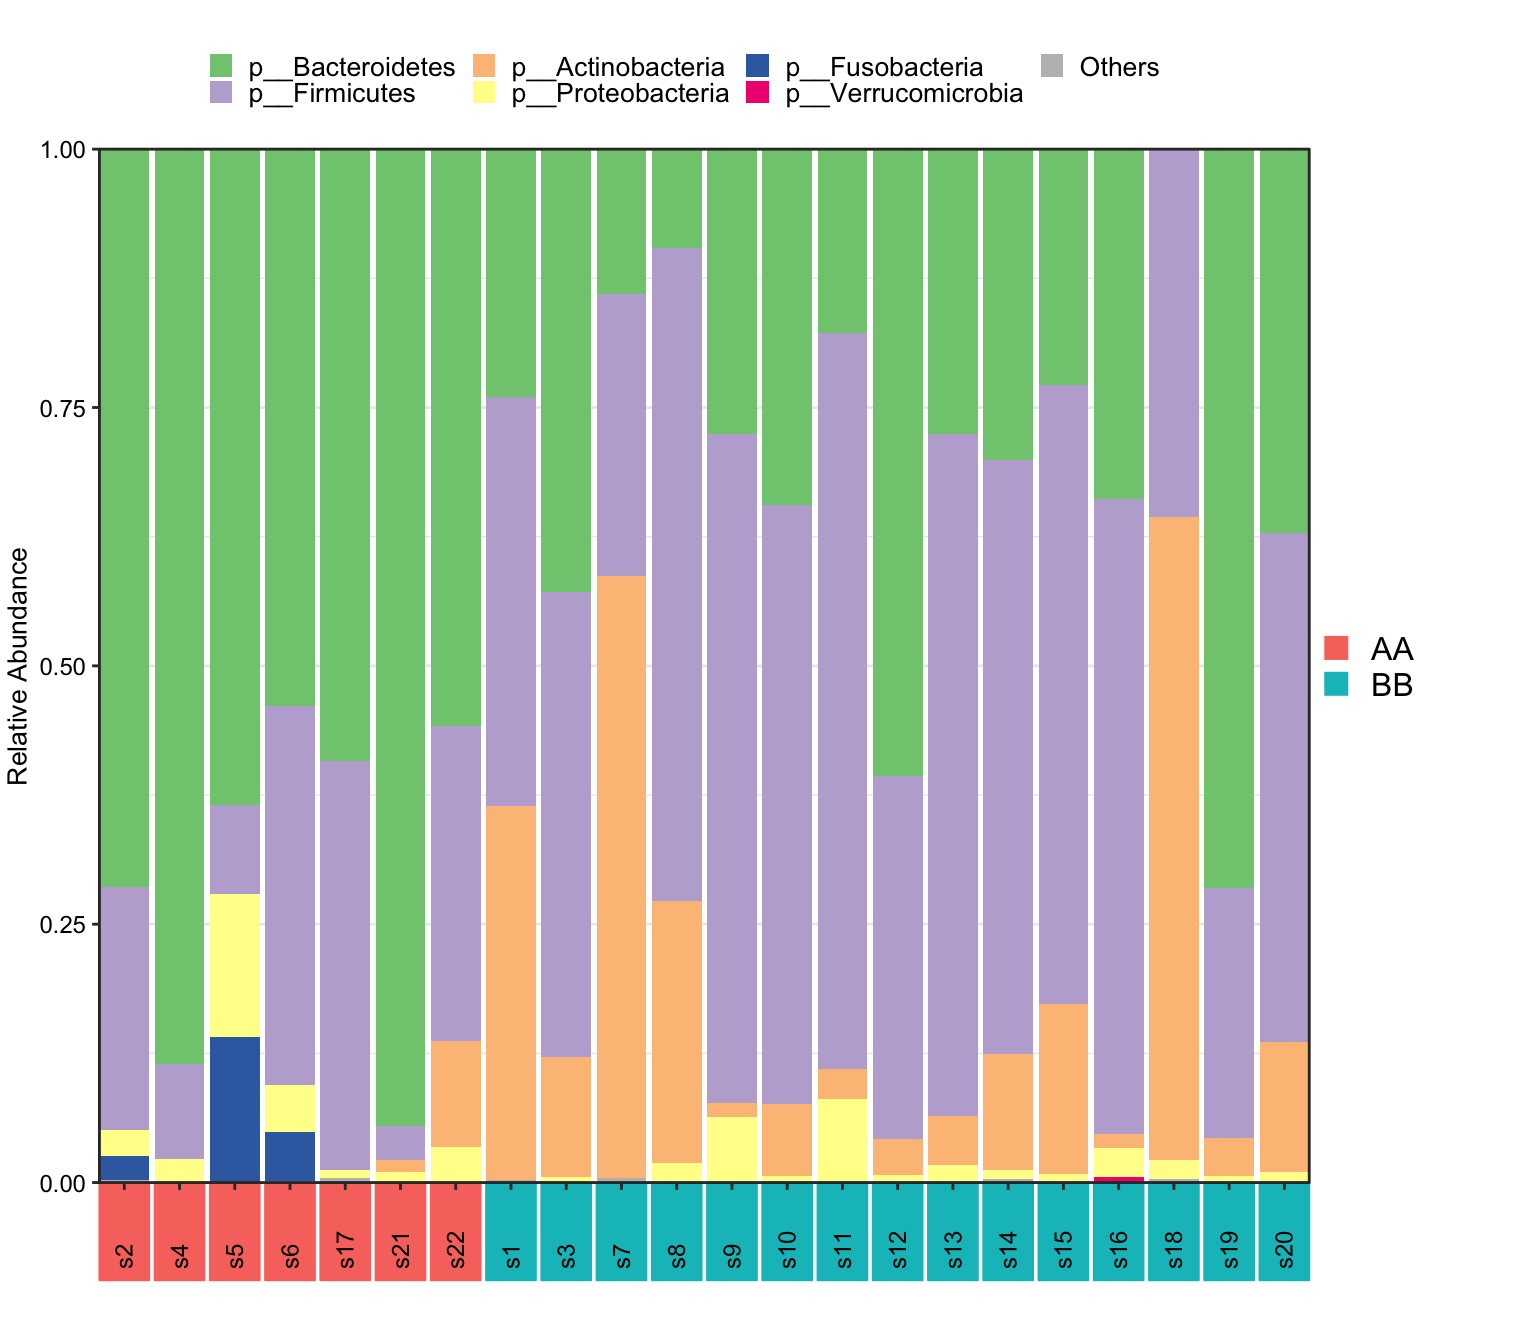 p__Bacteroidetes p__Actinobacteria p__Fusobacteria Others
p__Firmicutes p__Proteobacteria p__Verrucomicrobia
1.00
0.75
0.50
0.25
0.00
Relative Abundance
AA
BB
s2 s4 s5 s6 s17 s21 s22 s1 s3 s7 s8 s9 s10 s11 s12 s13 s14 s15 s16 s18 s19 s20